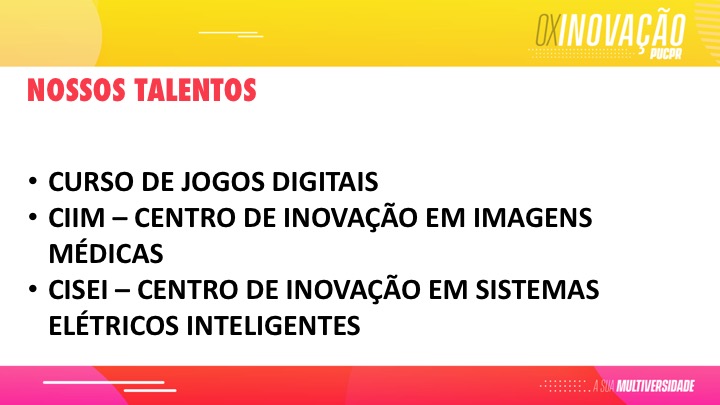 OXINOVAÇÃO
PUCPR
NOSSOS TALENTOS
• CURSO DE JOGOS DIGITAIS
• CIIM – CENTRO DE INOVAÇÃO EM IMAGENS
MÉDICAS
• CISEI – CENTRO DE INOVAÇÃO EM SISTEMAS
ELÉTRICOS INTELIGENTES
A SUA MULTIVERSIDADE